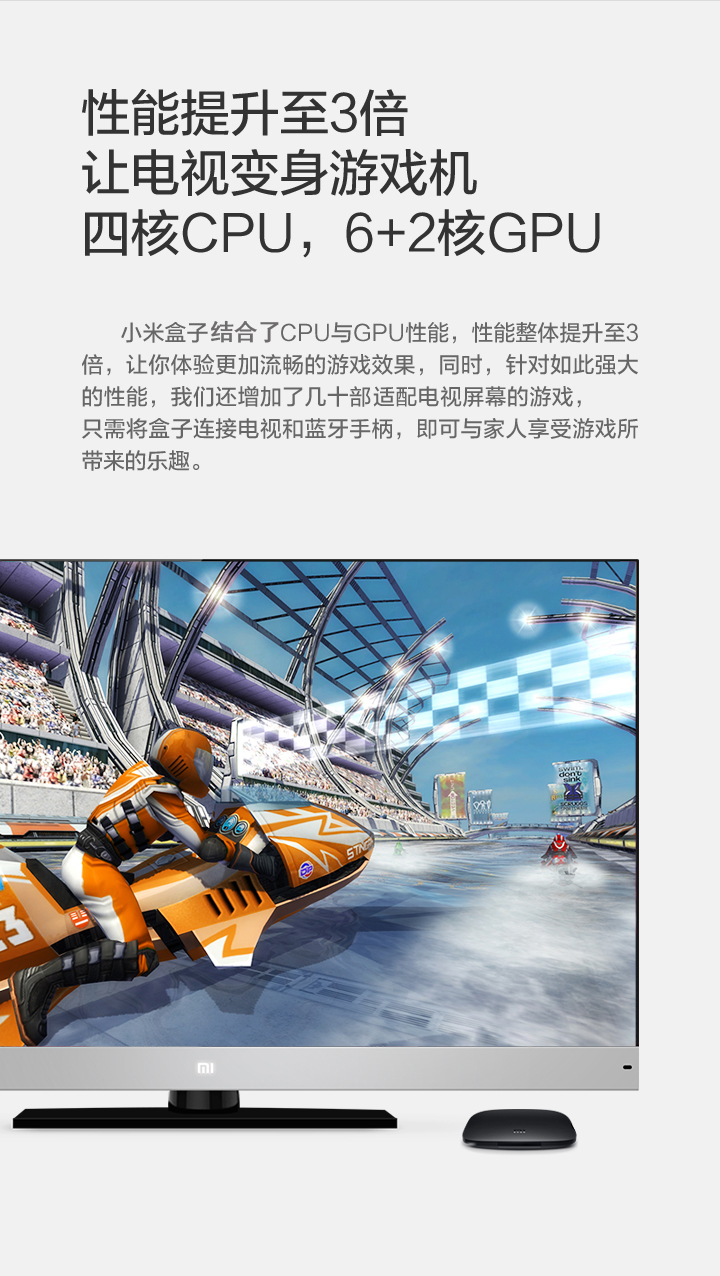 性能提升至3倍
让电视变身游戏机
四核CPU，6+2核GPU
小米盒子结合了CPU与GPU性能，性能整体提升至3
倍，让你体验更加流畅的游戏效果，同时，针对如此强大
的性能，我们还增加了几十部适配电视屏幕的游戏，
只需将盒子连接电视和蓝牙手柄，即可与家人享受游戏所
带来的乐趣。
SWIM,
don't
sink
STING
23
mi